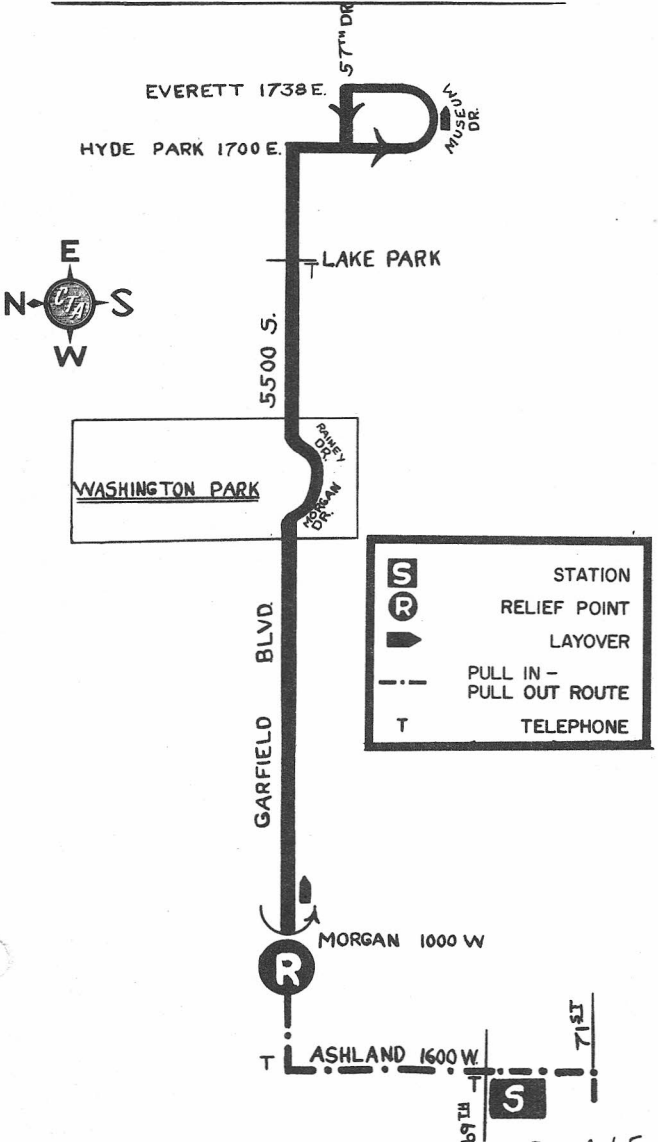 57TH DR
EVERETT 1738 E.
MUSEUM
DR.
HYDE PARK 1700 E.
E
N
CTA
S
W
T
LAKE PARK
5500 S.
RAINEY
DR.
WASHINGTON PARK
MORGAN
DR.
S STATION
R RELIEF POINT
LAYOVER
PULL IN –
PULL OUT ROUTE
T TELEPHONE
GARFIELD BLVD.
MORGAN 1000 W
R
71ST
T
ASHLAND 1600 W.
T
S
69TH